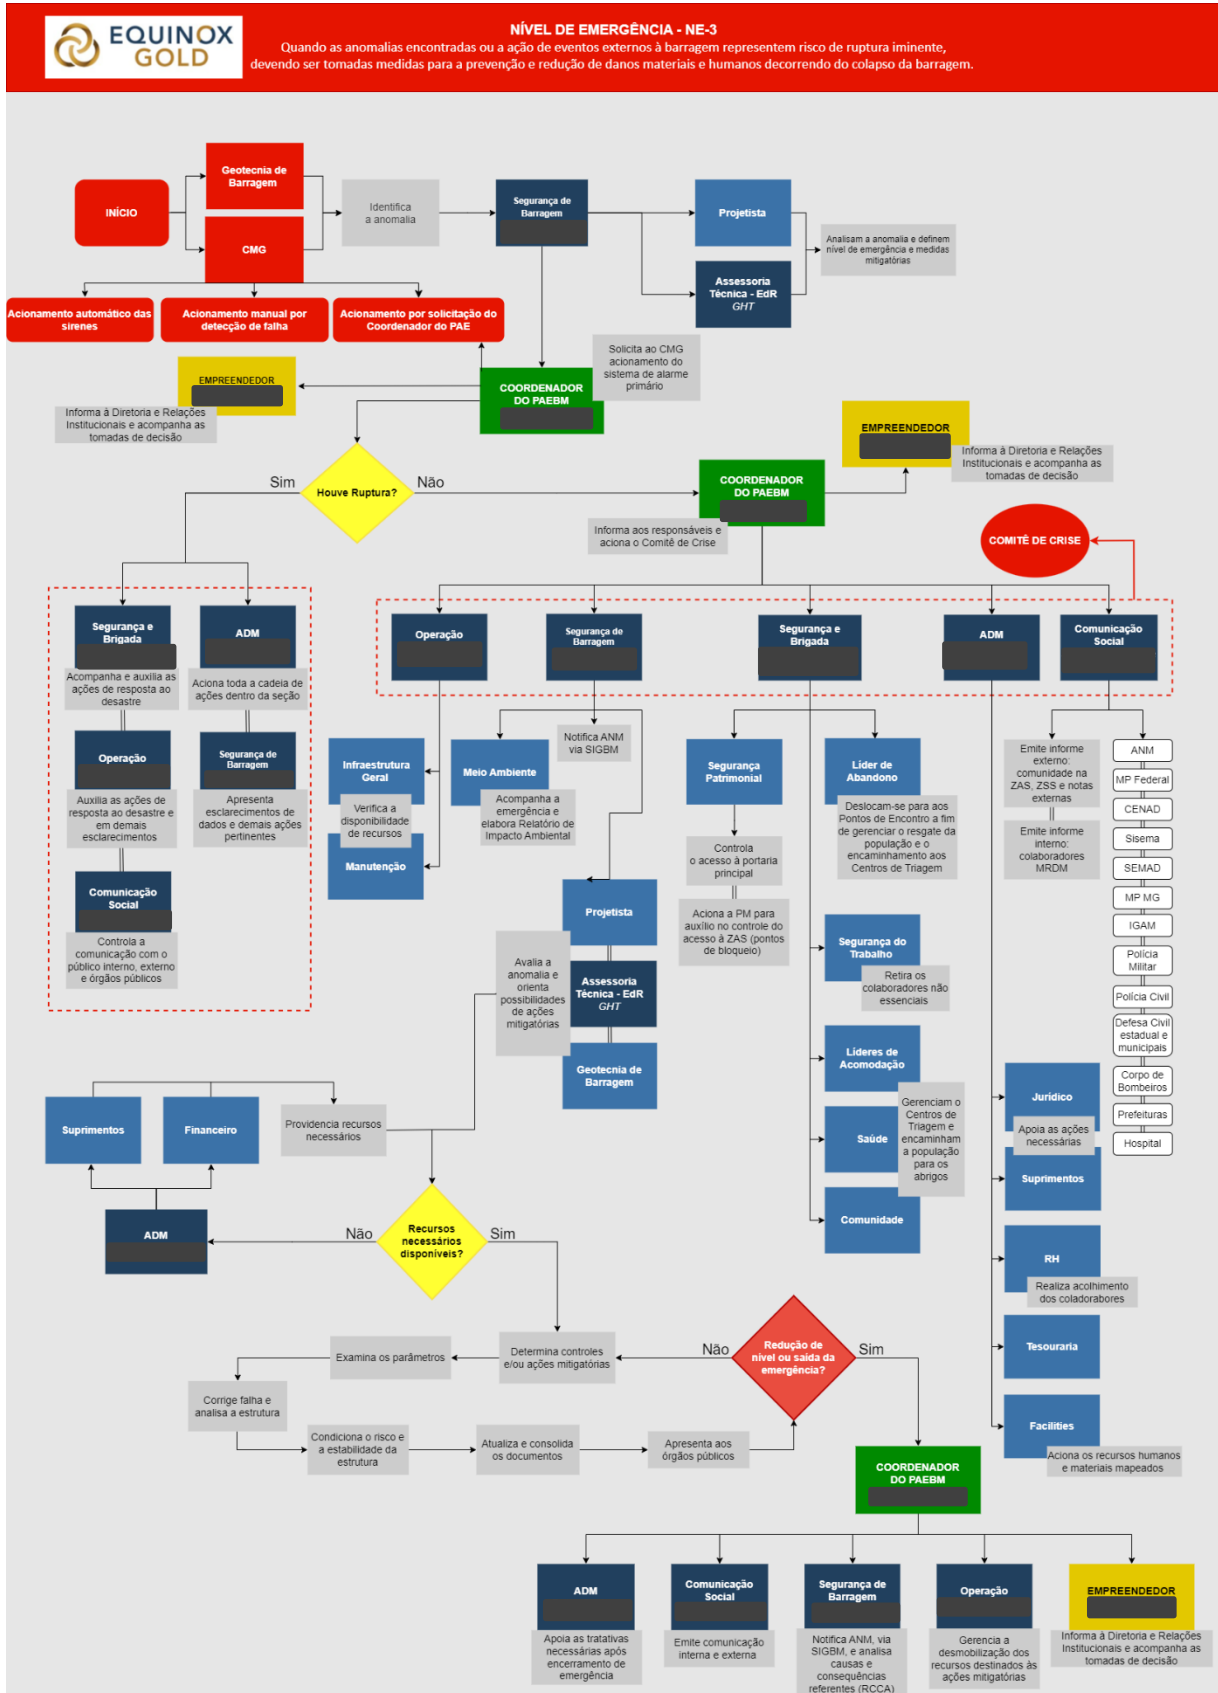 EQUINOX
GOLD
NÍVEL DE EMERGÊNCIA - NE-3
Quando as anomalias encontradas ou a ação de eventos externos à barragem representem risco de ruptura iminente,
devendo ser tomadas medidas para a prevenção e redução de danos materiais e humanos decorrendo do colapso da barragem.
INÍCIO
Geotecnia de
Barragem
CMG
Identifica
a anomalia
Segurança de
Barragem
Projetista
Assessoria
Técnica - EdR
GHT
Analisam a anomalia e definem
nível de emergência e medidas
mitigatórias
Acionamento automático das
sirenes
Acionamento manual por
detecção de falha
Acionamento por solicitação do
Coordenador do PAE
Solicita ao CMG
acionamento do
sistema de alarme
primário
EMPREENDEDOR
Informa à Diretoria e Relações
Institucionais e acompanha as
tomadas de decisão
COORDENADOR
DO PAEBM
Houve Ruptura?
Sim
Não
COORDENADOR
DO PAEBM
Informa aos responsáveis e
aciona o Comitê de Crise
EMPREENDEDOR
Informa à Diretoria e Relações
Institucionais e acompanha as
tomadas de decisão
COMITÊ DE CRISE
Segurança e
Brigada
Acompanha e auxilia as
ações de resposta ao
desastre
ADM
Aciona toda a cadeia de
ações dentro da seção
Operação
Auxilia as ações de
resposta ao desastre e
em demais
esclarecimentos
Segurança de
Barragem
Apresenta
esclarecimentos de
dados e demais ações
pertinentes
Comunicação
Social
Controla a
comunicação com o
público interno, externo
e órgãos públicos
Operação
Segurança de
Barragem
Segurança e
Brigada
ADM
Comunicação
Social
Infraestrutura
Geral
Verifica a
disponibilidade
de recursos
Manutenção
Meio Ambiente
Acompanha a
emergência e
elabora Relatório de
Impacto Ambiental
Notifica ANM
via SIGBM
Projetista
Assessoria
Técnica - EdR
GHT
Geotecnia de
Barragem
Avalia a
anomalia e
orienta
possibilidades
de ações
mitigatórias
Segurança
Patrimonial
Controla
o acesso à portaria
principal
Aciona a PM para
auxílio no controle do
acesso à ZAS (pontos
de bloqueio)
Líder de
Abandono
Deslocam-se para aos
Pontos de Encontro a fim
de gerenciar o resgate da
população e o
encaminhamento aos
Centros de Triagem
Segurança do
Trabalho
Retira os
colaboradores não
essenciais
Líderes de
Acomodação
Saúde
Comunidade
Gerenciam o
Centros de
Triagem e
encaminham
a população
para os
abrigos
Emite informe
externo:
comunidade na
ZAS, ZSS e notas
externas
Emite informe
interno:
colaboradores
MRDM
ANM
MP Federal
CENAD
Sisema
SEMAD
MP MG
IGAM
Polícia
Militar
Polícia Civil
Defesa Civil
estadual e
municipais
Corpo de
Bombeiros
Prefeituras
Hospital
Jurídico
Apoia as ações
necessárias
Suprimentos
RH
Realiza acolhimento
dos coladorabores
Tesouraria
Facilities
Aciona os recursos humanos
e materiais mapeados
Suprimentos
Financeiro
Providencia recursos
necessários
ADM
Recursos
necessários
disponíveis?
Não
Sim
Redução de
nível ou saída da
emergência?
Não
Sim
Determina controles
e/ou ações mitigatórias
Examina os parâmetros
Corrige falha e
analisa a estrutura
Condiciona o risco e
a estabilidade da
estrutura
Atualiza e consolida
os documentos
Apresenta aos
órgãos públicos
COORDENADOR
DO PAEBM
ADM
Apoia as tratativas
necessárias após
encerramento de
emergência
Comunicação
Social
Emite comunicação
interna e externa
Segurança de
Barragem
Notifica ANM, via
SIGBM, e analisa
causas e
consequências
referentes (RCCA)
Operação
Gerencia a
desmobilização dos
recursos destinados às
ações mitigatórias
EMPREENDEDOR
Informa à Diretoria e Relações
Institucionais e acompanha as
tomadas de decisão